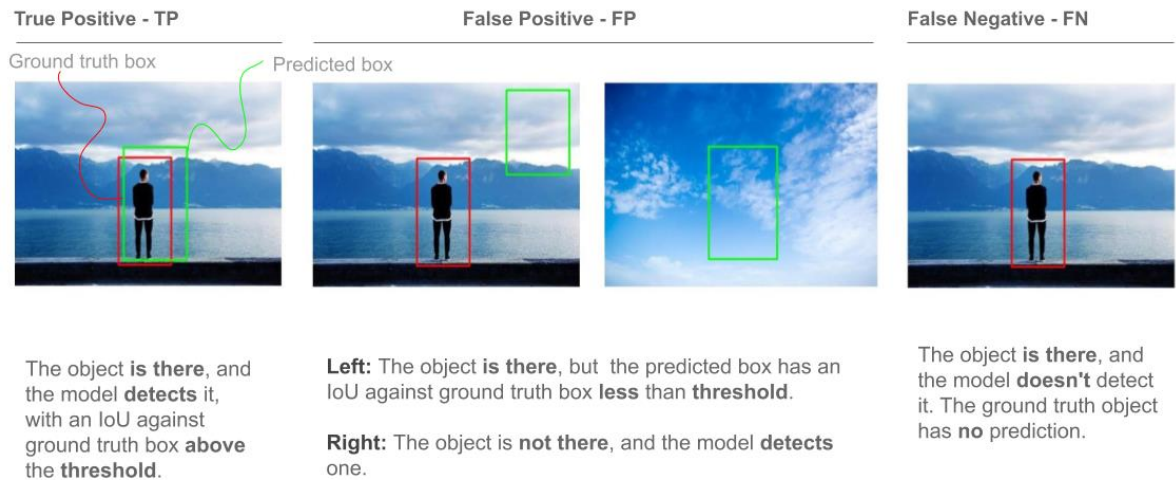 True Positive - TP
False Positive - FP
False Negative - FN
Ground truth box
Predicted box
The object is there, and
the model detects it,
with an IoU against
ground truth box above
the threshold.
Left: The object is there, but the predicted box has an
IoU against ground truth box less than threshold.
Right: The object is not there, and the model detects
one.
The object is there, and
the model doesn't detect
it. The ground truth object
has no prediction.